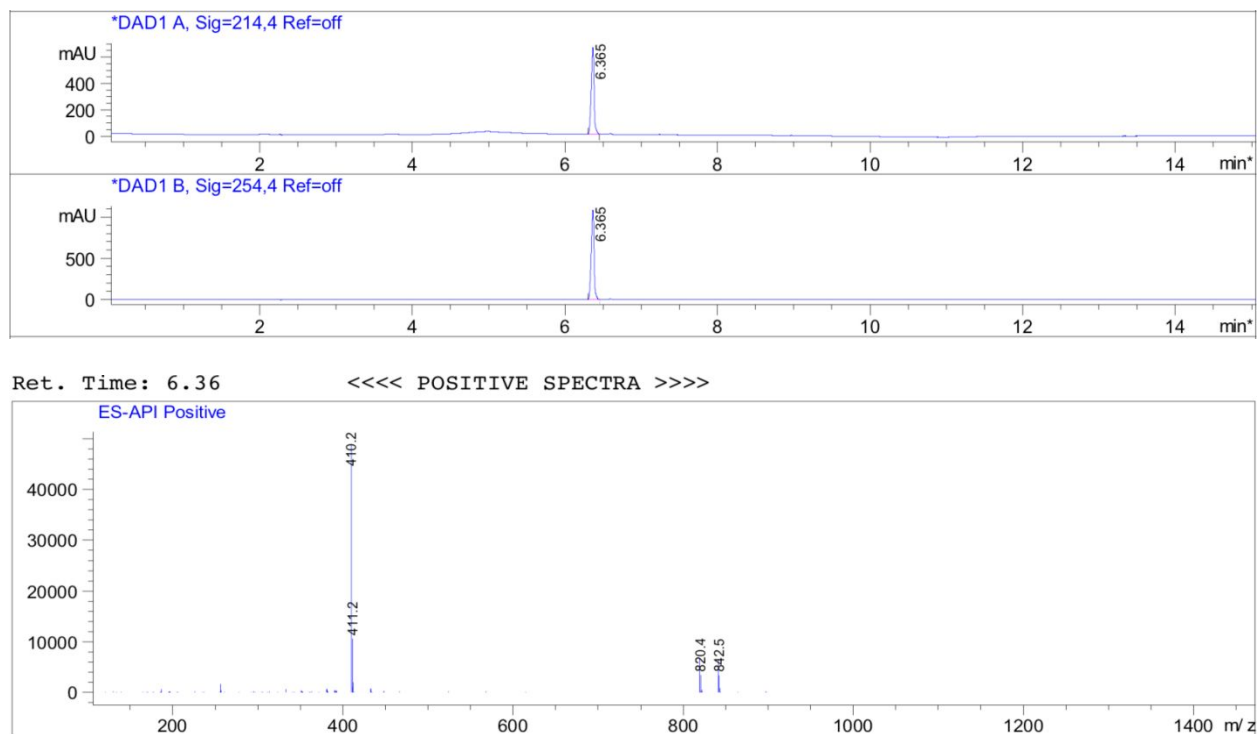 *DAD1 A, Sig=214,4 Ref=off
mAU
6.365
400
200
0
2 4 6 8 10 12 14 min*
*DAD1 B, Sig=254,4 Ref=off
mAU
6.365
500
0
2 4 6 8 10 12 14 min*
Ret. Time: 6.36 <<<< POSITIVE SPECTRA >>>>
ES-API Positive
410.2
40000
30000
20000
411.2
10000
820.4
842.5
0
200 400 600 800 1000 1200 1400 m/z